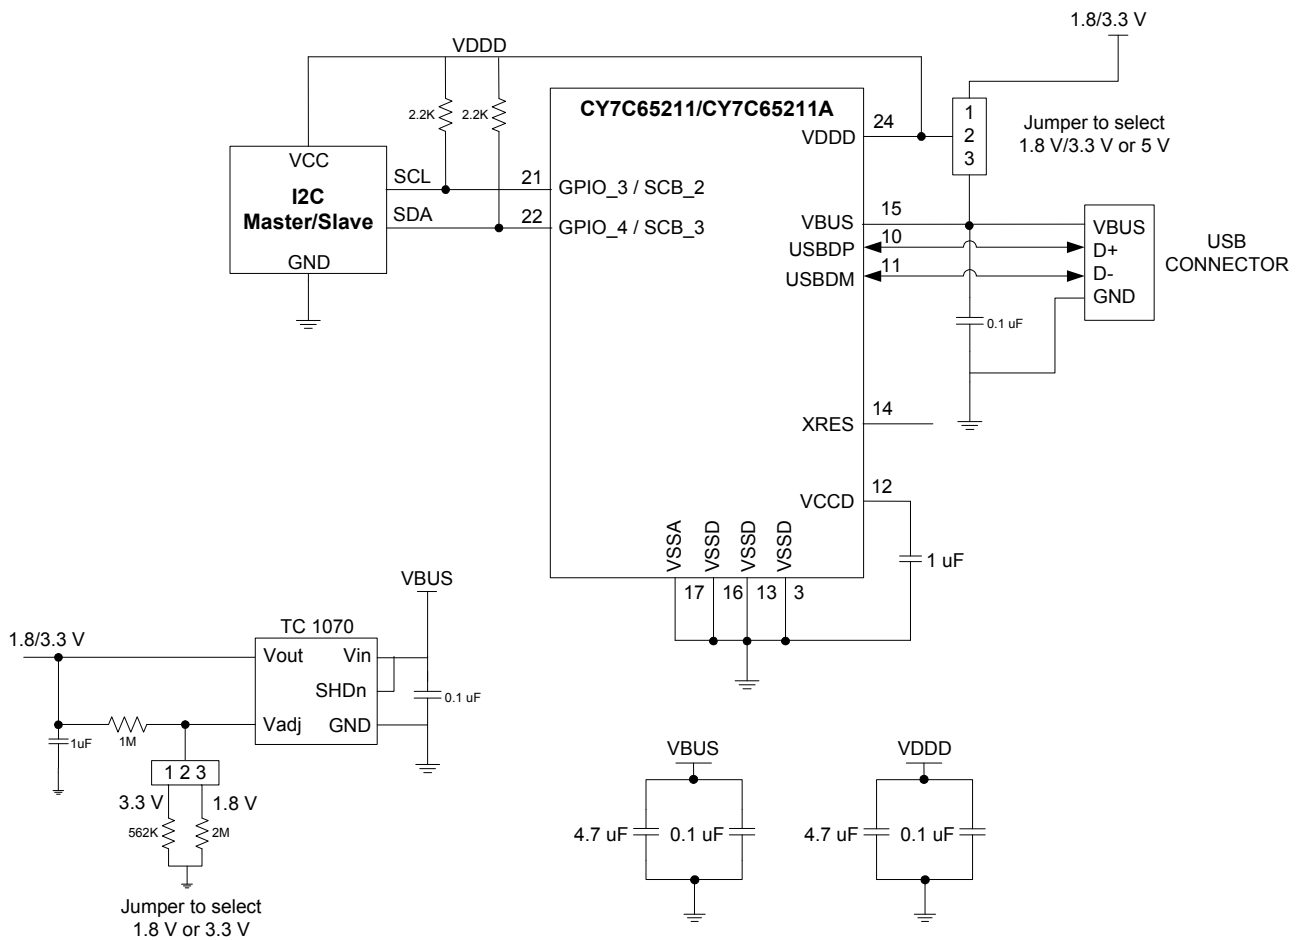 1.8/3.3 V
VDDD
CY7C65211/CY7C65211A
2.2K
2.2K
24
VDDD
1
2
3
Jumper to select
1.8 V/3.3 V or 5 V
VCC
I2C
Master/Slave
GND
SCL
SDA
21
22
GPIO_3 / SCB_2
GPIO_4 / SCB_3
VBUS
15
USBDP
10
USBDM
11
VBUS
D+
D-
GND
USB
CONNECTOR
0.1 uF
XRES
14
VCCD
12
1 uF
VSSA
VSSD
VSSD
VSSD
17
16
13
3
VBUS
TC 1070
1.8/3.3 V
Vout
Vin
SHDn
Vadj
GND
0.1 uF
1uF
1M
1 2 3
3.3 V
1.8 V
562K
2M
Jumper to select
1.8 V or 3.3 V
VBUS
4.7 uF
0.1 uF
VDDD
4.7 uF
0.1 uF